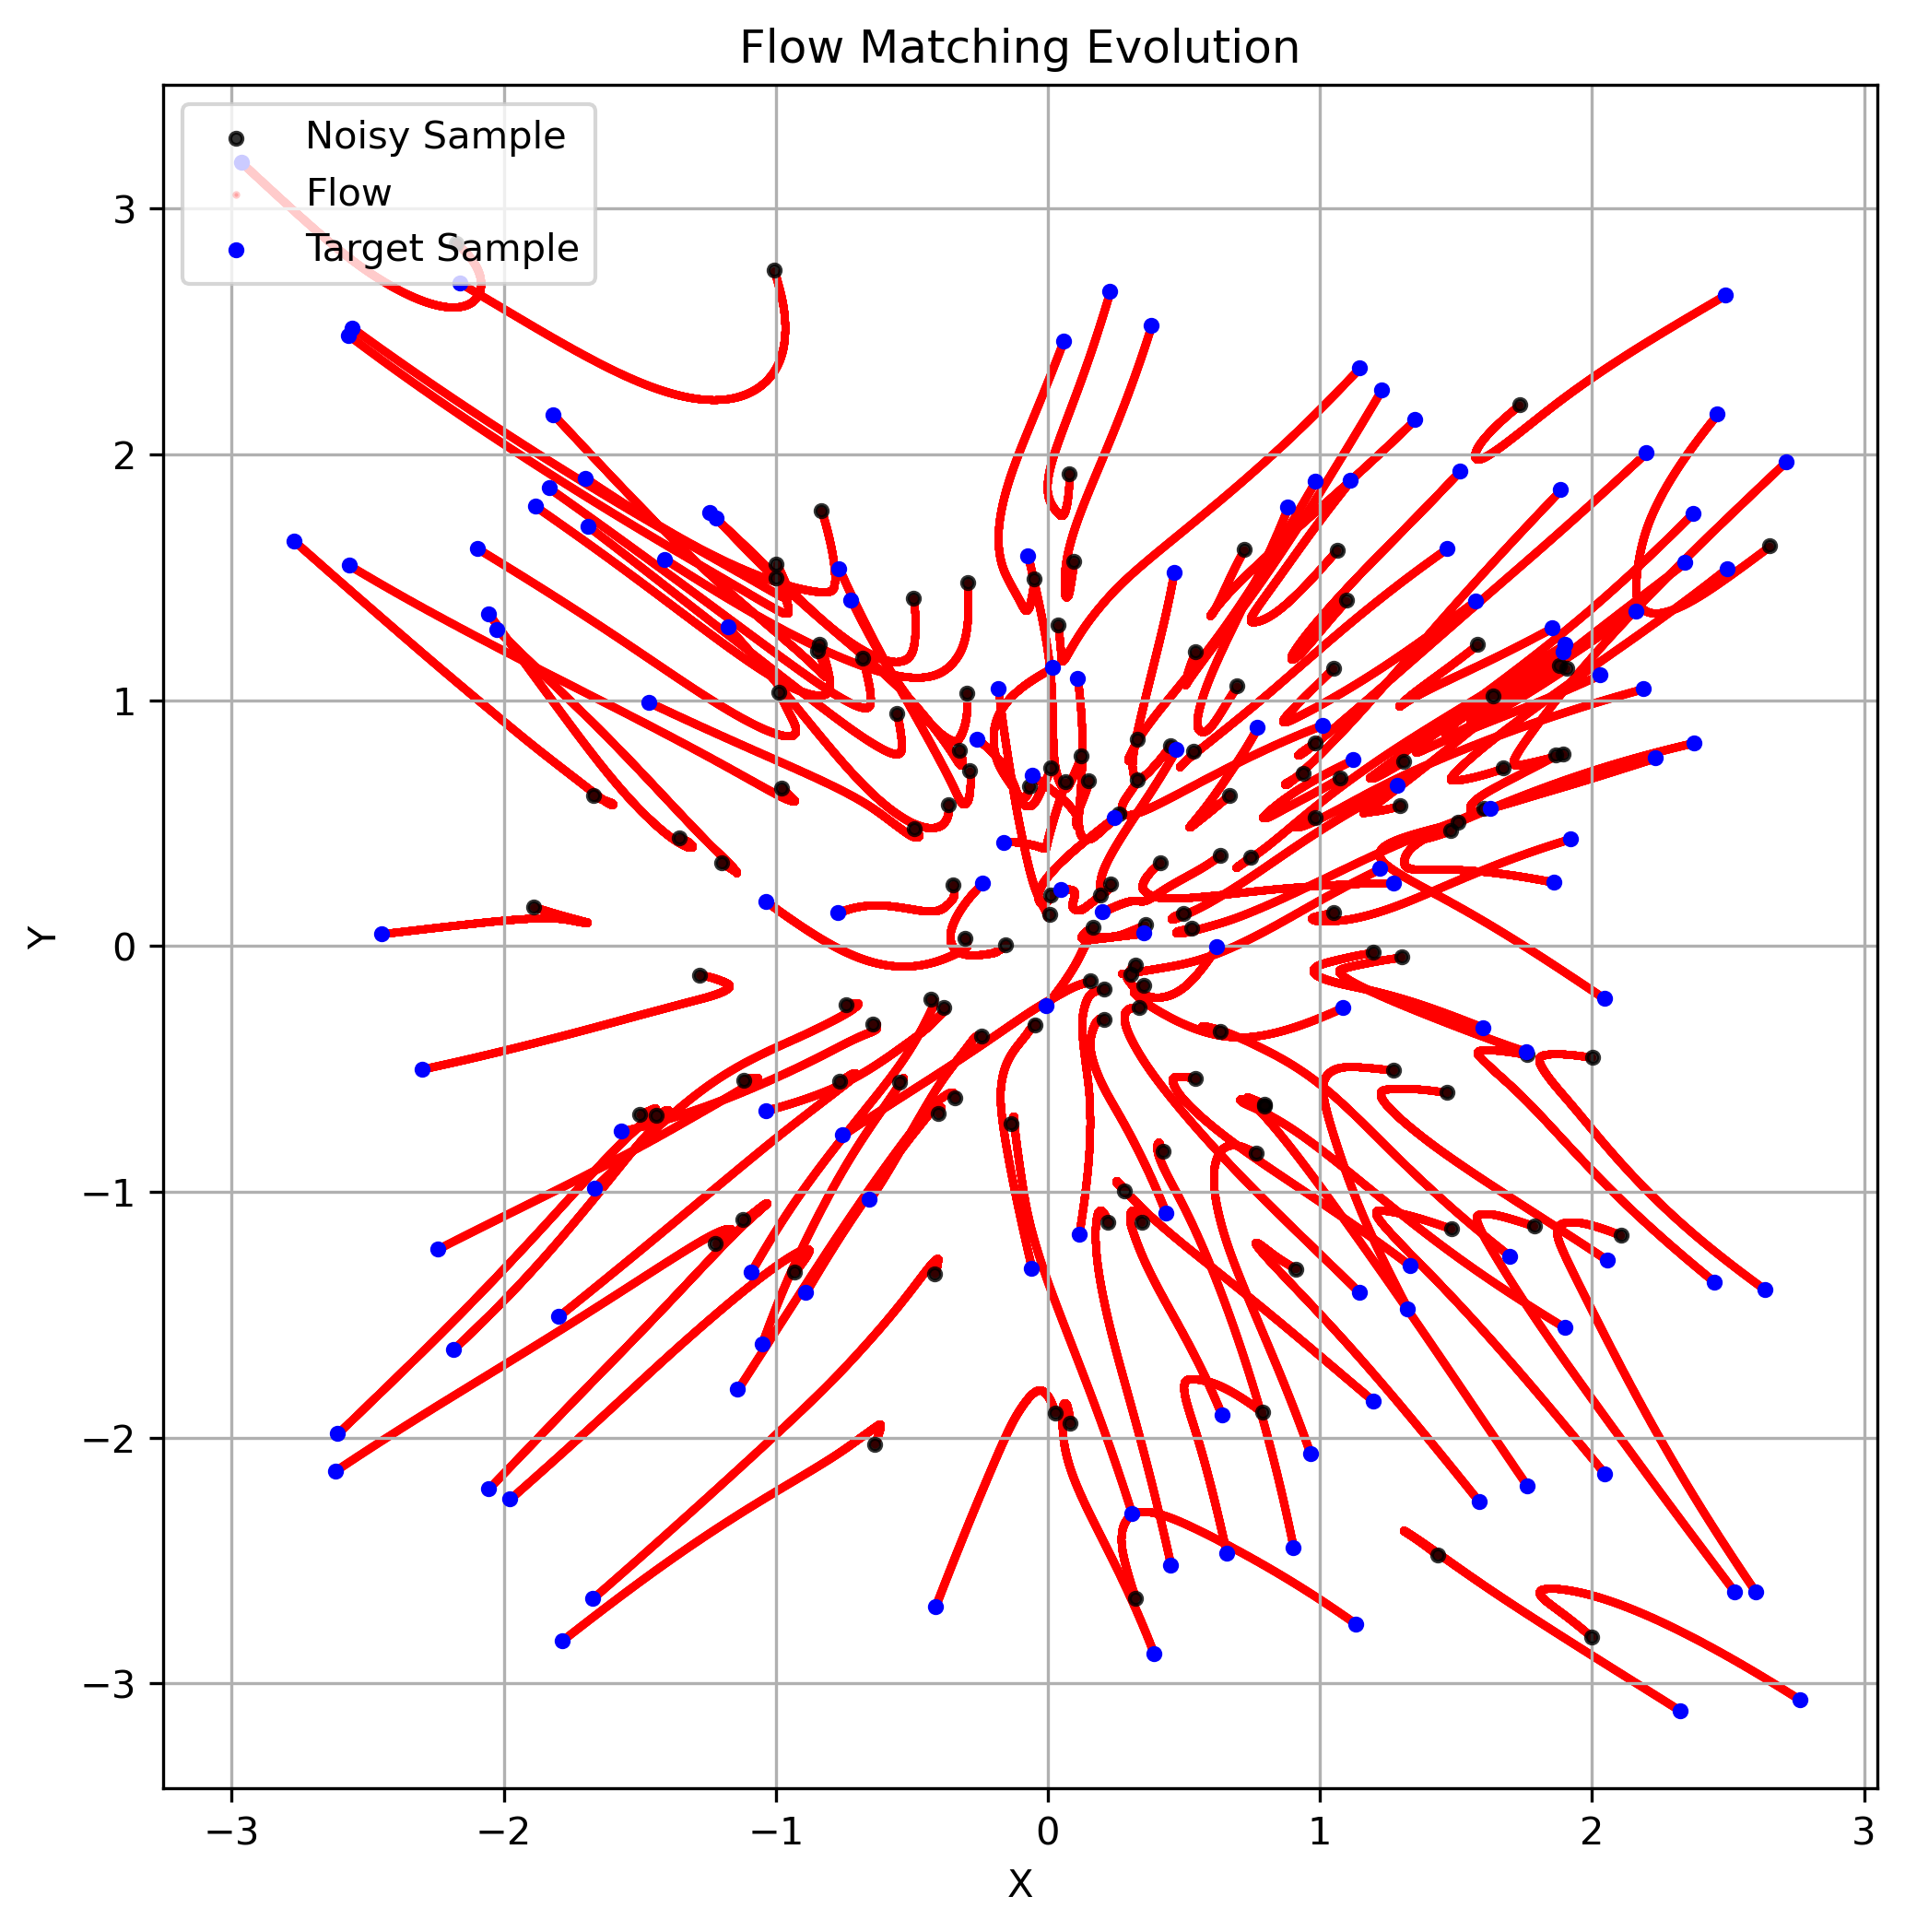 Flow Matching Evolution
Noisy Sample
Flow
Target Sample
3
2
1
0
−1
−2
−3
Y
−3 −2 −1 0 1 2 3
X